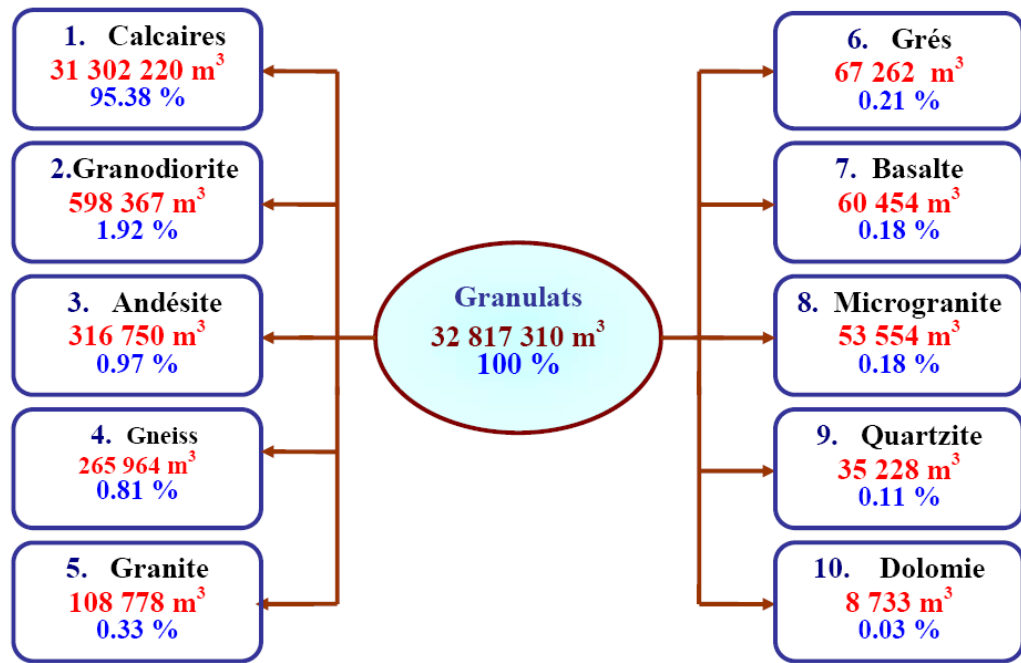 1. Calcaires
31 302 220 m³
95.38 %
2.Granodiorite
598 367 m³
1.92 %
3. Andésite
316 750 m³
0.97 %
4. Gneiss
265 964 m³
0.81 %
5. Granite
108 778 m³
0.33 %
Granulats
32 817 310 m³
100 %
6. Grés
67 262 m³
0.21 %
7. Basalte
60 454 m³
0.18 %
8. Microgranite
53 554 m³
0.18 %
9. Quartzite
35 228 m³
0.11 %
10. Dolomie
8 733 m³
0.03 %